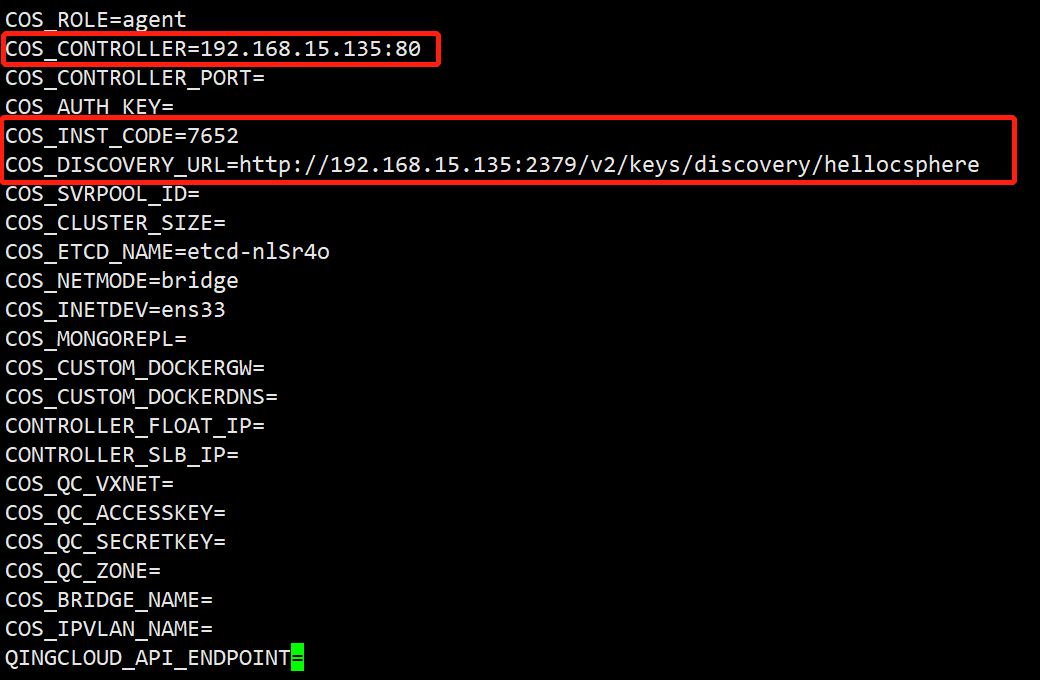 COS_ROLE=agent
COS_CONTROLLER=192.168.15.135:80
COS_CONTROLLER_PORT=
COS_AUTH_KEY=
COS_INST_CODE=7652
COS_DISCOVERY_URL=http://192.168.15.135:2379/v2/keys/discovery/hellocsphere
COS_SVRPOOL_ID=
COS_CLUSTER_SIZE=
COS_ETCD_NAME=etcd-nlSr4o
COS_NETMODE=bridge
COS_INETDEV=ens33
COS_MONGOREPL=
COS_CUSTOM_DOCKERGW=
COS_CUSTOM_DOCKERDNS=
CONTROLLER_FLOAT_IP=
CONTROLLER_SLB_IP=
COS_QC_VXNET=
COS_QC_ACCESSKEY=
COS_QC_SECRETKEY=
COS_QC_ZONE=
COS_BRIDGE_NAME=
COS_IPVLAN_NAME=
QINGCLOUD_API_ENDPOINT=